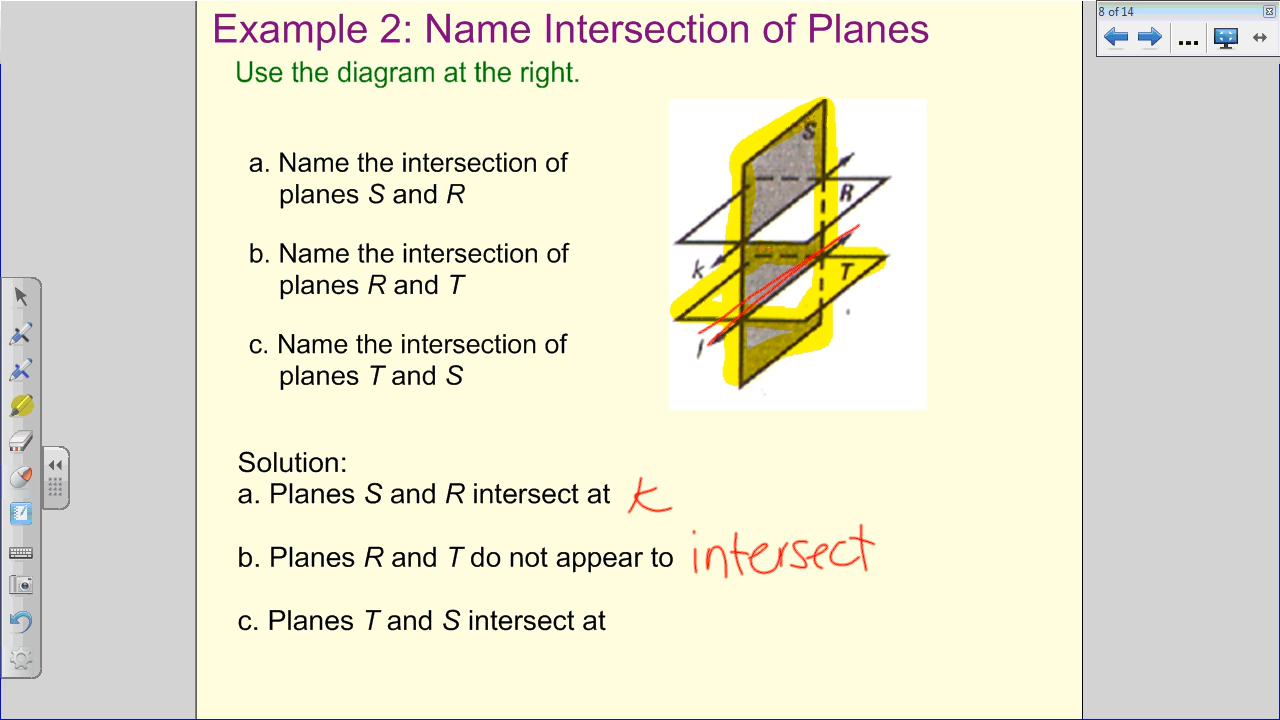 Example 2: Name Intersection of Planes
8 of 14
Use the diagram at the right.
a. Name the intersection of
planes S and R
b. Name the intersection of
planes R and T
c. Name the intersection of
planes T and S
S
R
k
T
l
Solution:
a. Planes S and R intersect at k
b. Planes R and T do not appear to intersect
c. Planes T and S intersect at